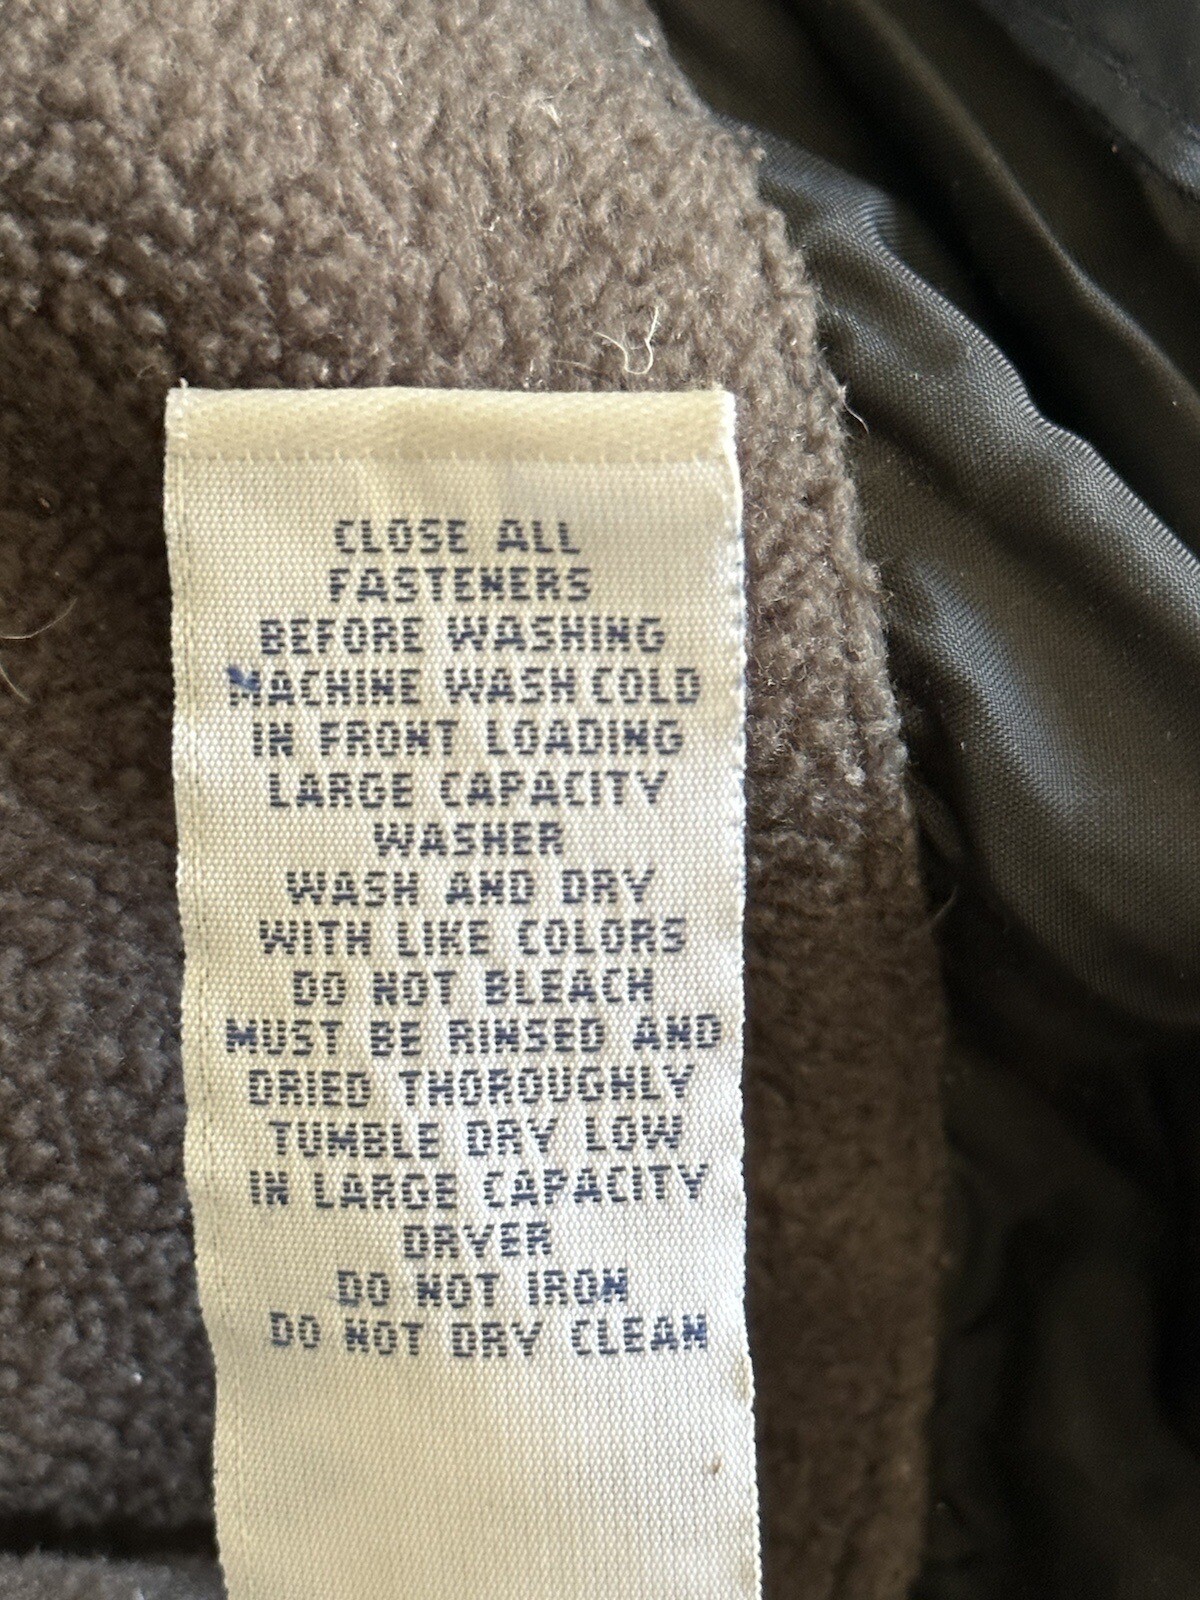 CLOSE ALL
FASTENERS
BEFORE WASHING
MACHINE WASH COLD
IN FRONT LOADING
LARGE CAPACITY
WASHER
WASH AND DRY
WITH LIKE COLORS
DO NOT BLEACH
MUST BE RINSED AND
DRIED THOROUGHLY
TUMBLE DRY LOW
IN LARGE CAPACITY
DRYER
DO NOT IRON
DO NOT DRY CLEAN